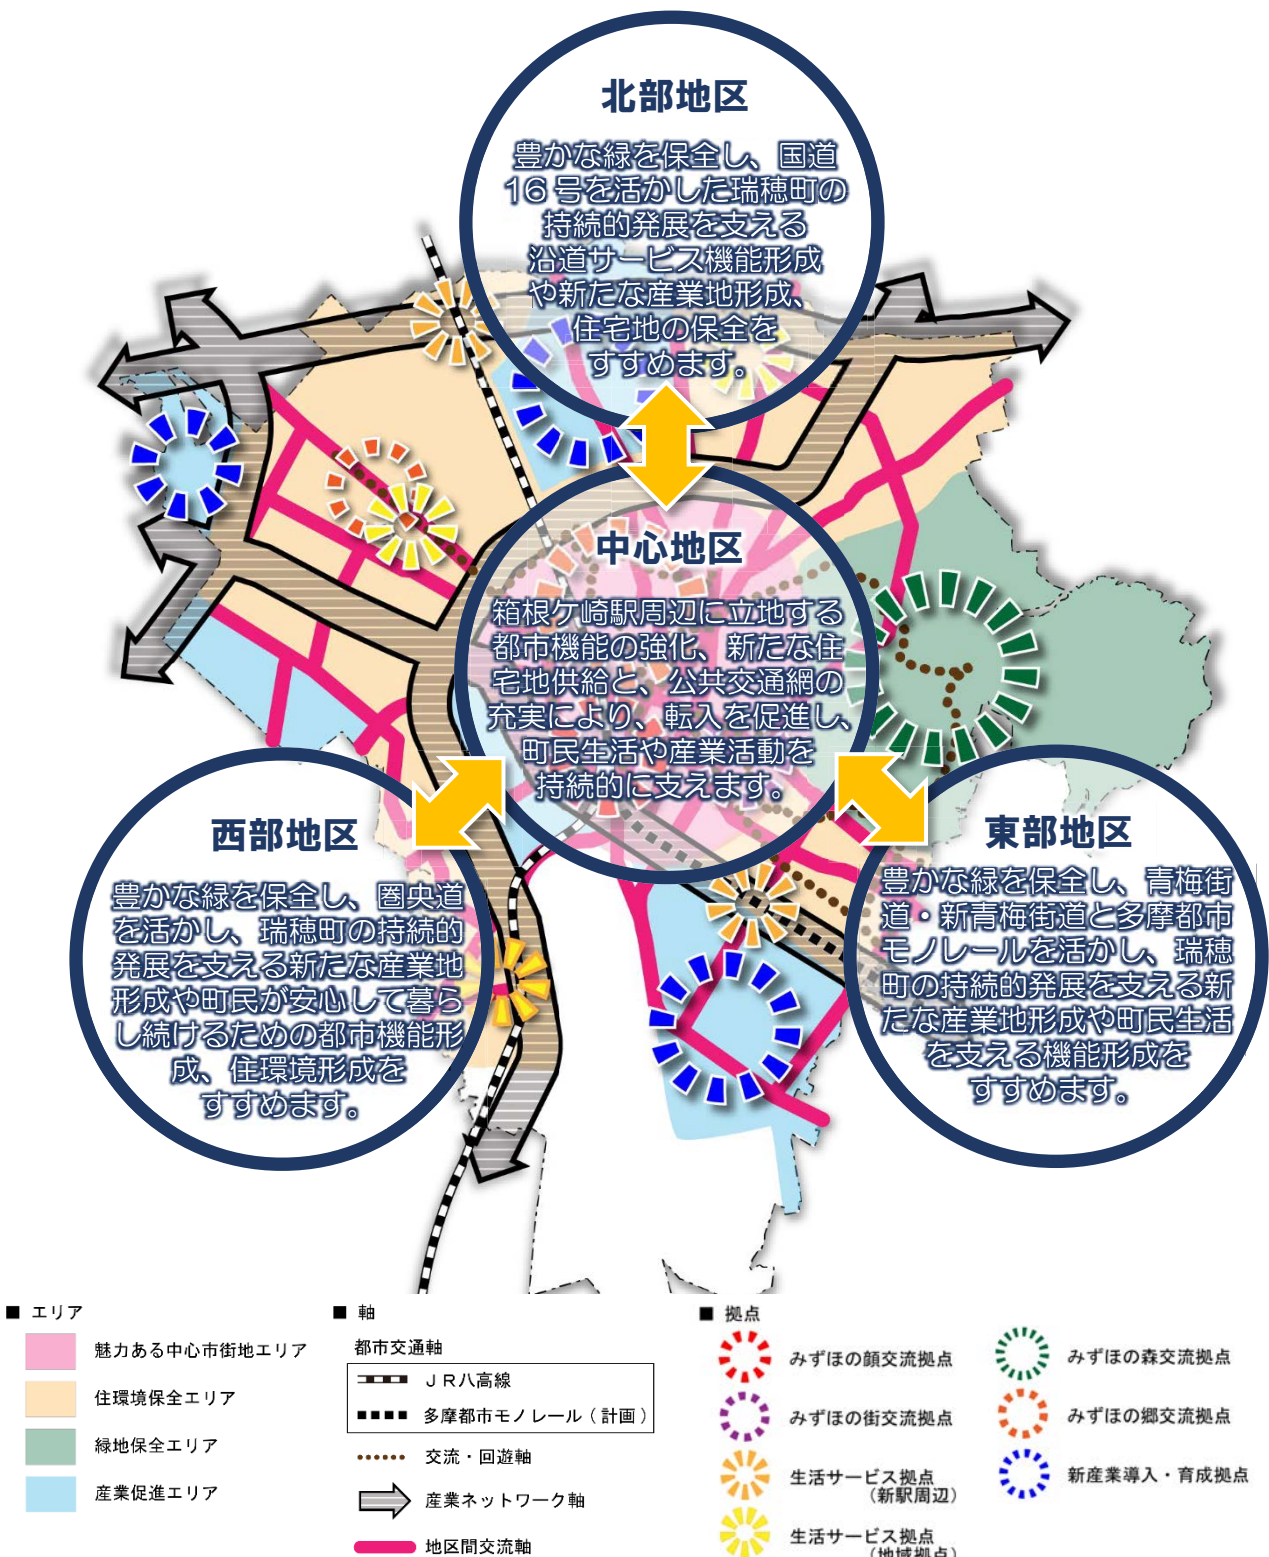 北部地区
豊かな緑を保全し、国道
16号を活かした瑞穂町の
持続的発展を支える
沿道サービス機能形成
や新たな産業地形成、
住宅地の保全を
すすめます。
中心地区
箱根ケ崎駅周辺に立地する
都市機能の強化、新たな住
宅地供給と、公共交通網の
充実により、転入を促進し、
町民生活や産業活動を
持続的に支えます。
西部地区
豊かな緑を保全し、圏央道
を活かし、瑞穂町の持続的
発展を支える新たな産業地
形成や町民が安心して暮ら
し続けるための都市機能形
成、住環境形成を
すすめます。
東部地区
豊かな緑を保全し、青梅街
道・新青梅街道と多摩都市
モノレールを活かし、瑞穂
町の持続的発展を支える新
たな産業地形成や町民生活
を支える機能形成を
すすめます。
■ エリア
魅力ある中心市街地エリア
住環境保全エリア
緑地保全エリア
産業促進エリア
■ 軸
都市交通軸
ＪＲ八高線
多摩都市モノレール（計画）
交流・回遊軸
産業ネットワーク軸
地区間交流軸
■ 拠点
みずほの顔交流拠点
みずほの街交流拠点
生活サービス拠点
（新駅周辺）
生活サービス拠点
（地域拠点）
みずほの森交流拠点
みずほの郷交流拠点
新産業導入・育成拠点